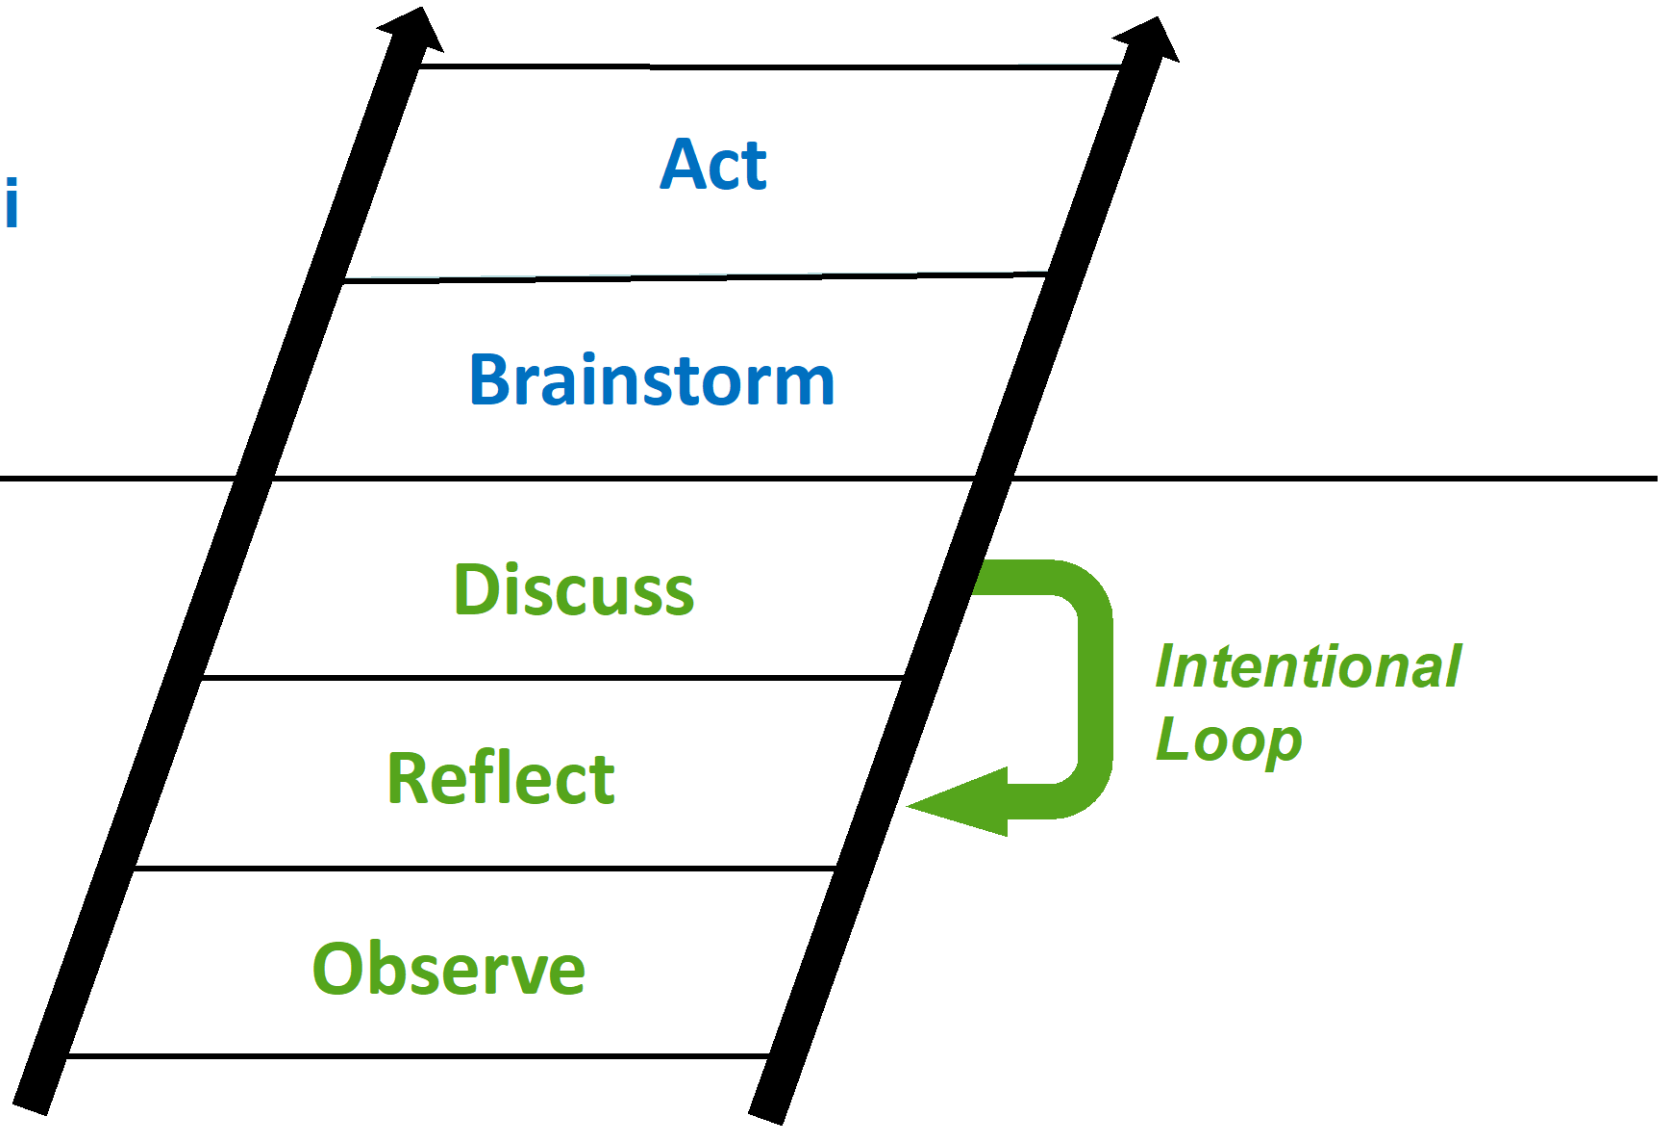 Act
i
Brainstorm
Discuss
Intentional
Loop
Reflect
Observe